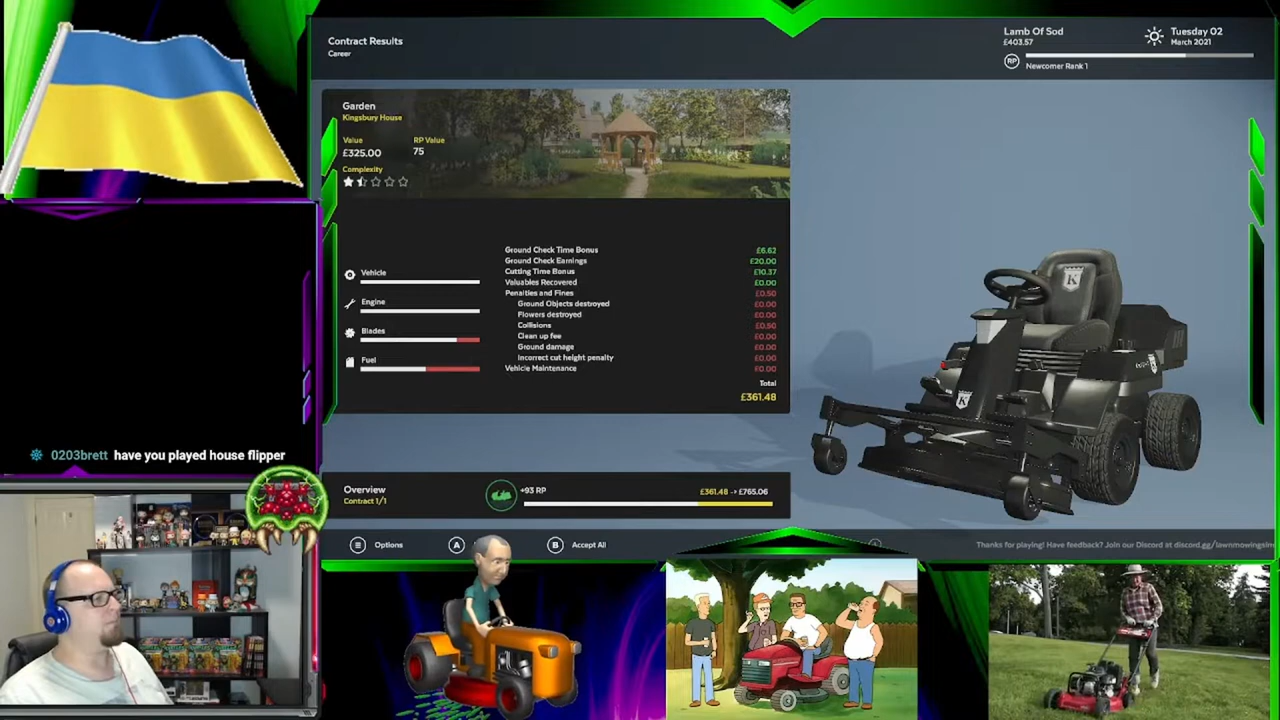 Contract Results
Career
Lamb Of Sod
£403.57
Tuesday 02
March 2021
RP
Newcomer Rank 1
Garden
Kingsbury House
Value
£325.00
RP Value
75
Complexity
Vehicle
Engine
Blades
Fuel
Ground Check Time Bonus £6.62
Ground Check Earnings £20.00
Cutting Time Bonus £10.37
Valuables Recovered £0.00
Penalties and Fines £0.50
Ground Objects destroyed £0.00
Flowers destroyed £0.00
Collisions £0.50
Clean up fee £0.00
Ground damage £0.00
Incorrect cut height penalty £0.00
Vehicle Maintenance £0.00
Total
£361.48
K
K
0203brett have you played house flipper
Overview
Contract 1/1
+93 RP
£361.48 -> £765.06
Options
A
B Accept All
Thanks for playing! Have feedback? Join our Discord at discord.gg/lawnmowingsim